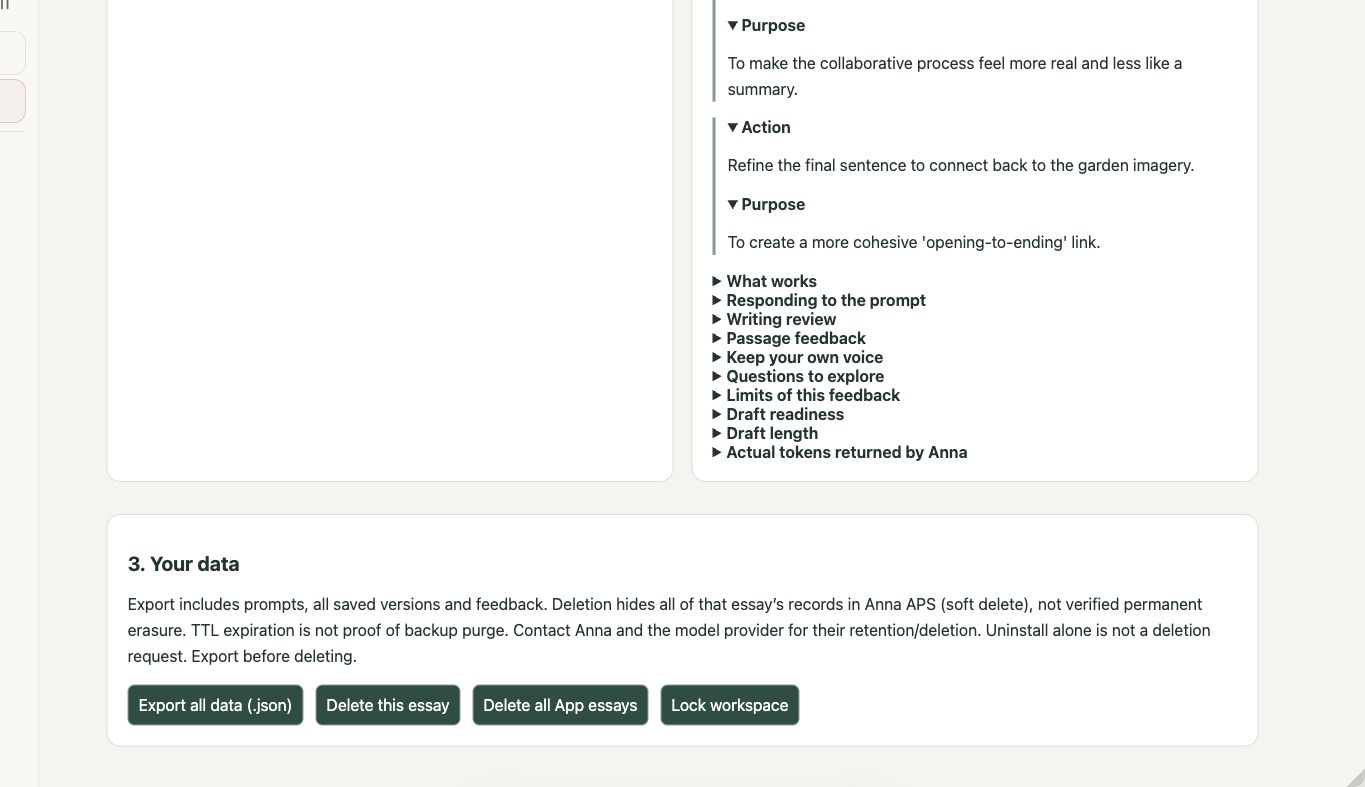 Purpose
To make the collaborative process feel more real and less like a
summary.
Action
Refine the final sentence to connect back to the garden imagery.
Purpose
To create a more cohesive 'opening-to-ending' link.
What works
Responding to the prompt
Writing review
Passage feedback
Keep your own voice
Questions to explore
Limits of this feedback
Draft readiness
Draft length
Actual tokens returned by Anna
3. Your data
Export includes prompts, all saved versions and feedback. Deletion hides all of that essay’s records in Anna APS (soft delete), not verified permanent
erasure. TTL expiration is not proof of backup purge. Contact Anna and the model provider for their retention/deletion. Uninstall alone is not a deletion
request. Export before deleting.
Export all data (.json)
Delete this essay
Delete all App essays
Lock workspace